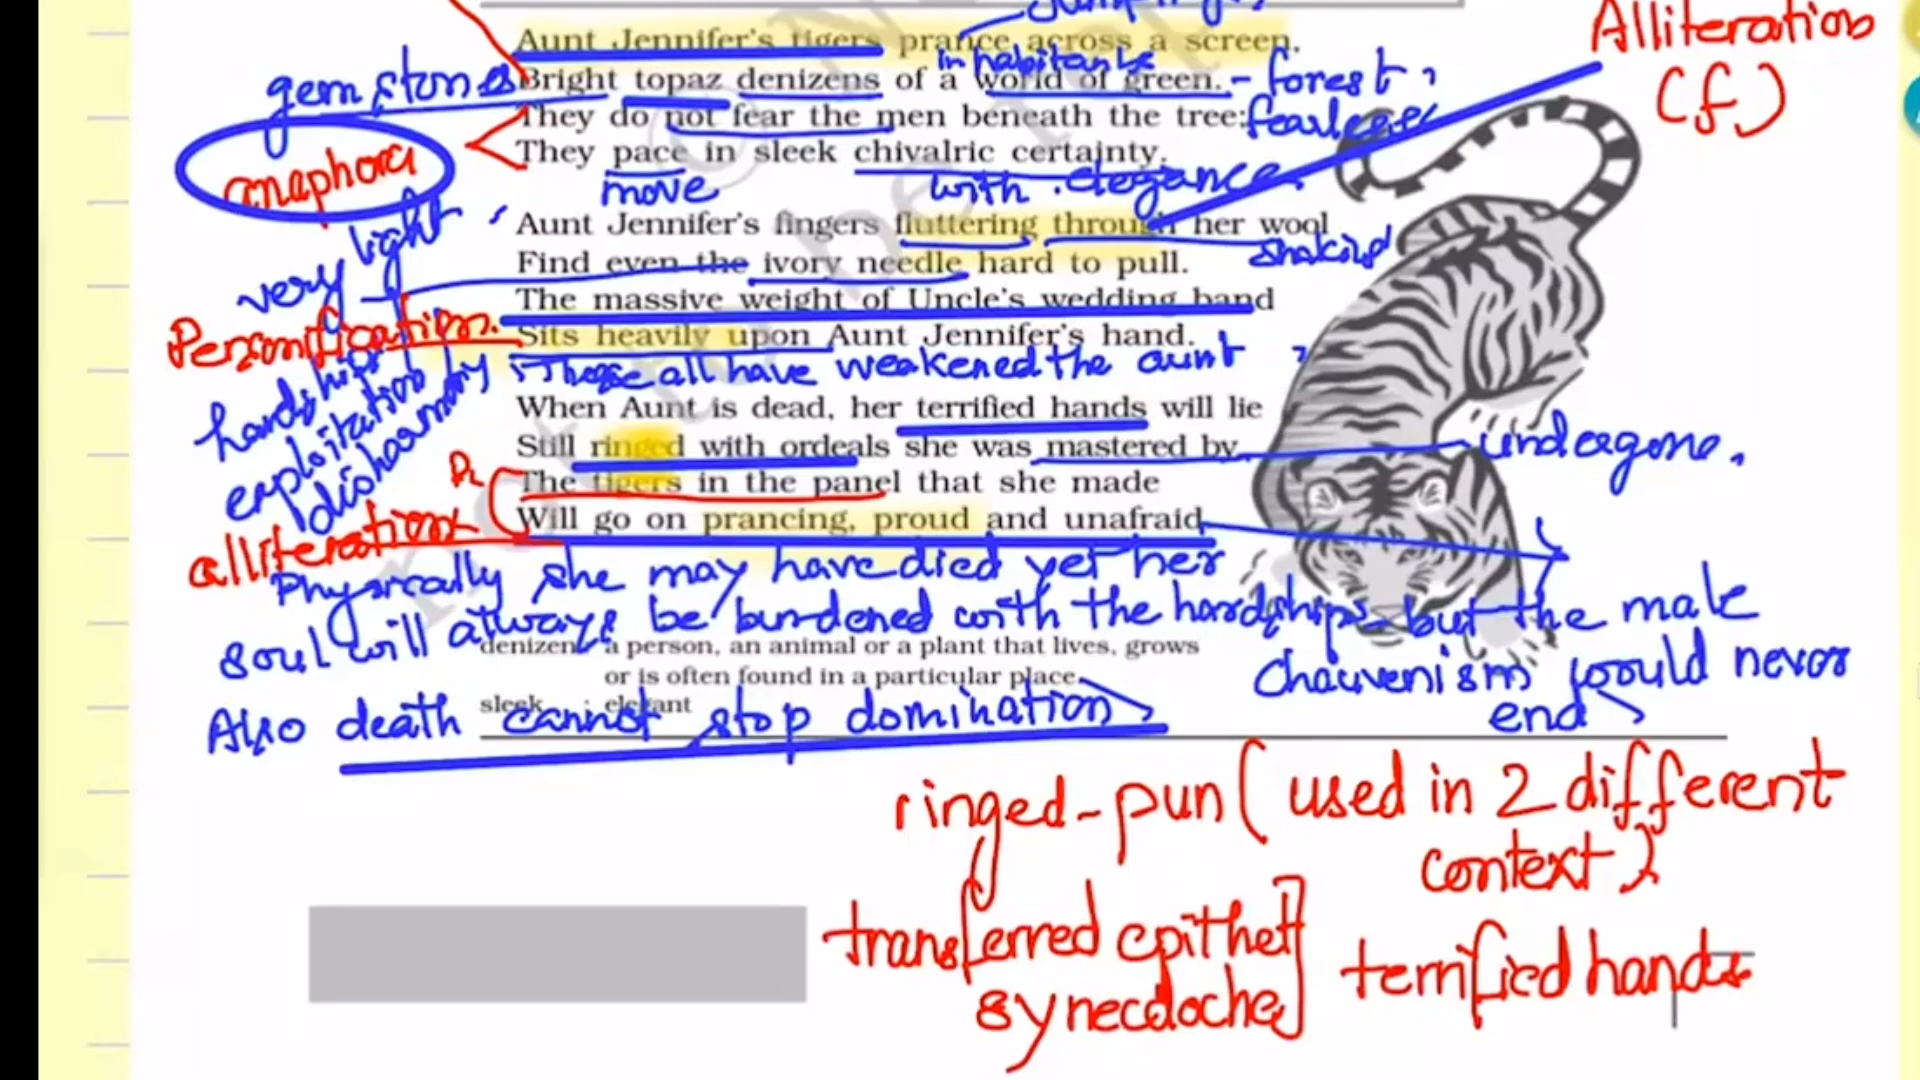 Alliteration
(f)
Aunt Jennifer's tigers prance across a screen,
inhabitants
gem stones
Bright topaz denizens of a world of green. - forest
They do not fear the men beneath the tree; fearless
anaphora
They pace in sleek chivalric certainty.
move
with elegance
very light
Aunt Jennifer's fingers fluttering through her wool
shaking
Find even the ivory needle hard to pull.
The massive weight of Uncle's wedding band
Personification.
Sits heavily upon Aunt Jennifer's hand.
hardships
exploitation
disharmony
These all have weakened the aunt
When Aunt is dead, her terrified hands will lie
Still ringed with ordeals she was mastered by.
undergone.
The tigers in the panel that she made
Will go on prancing, proud and unafraid.
alliteration
Physically she may have died yet her
soul will always be burdened with the hardships but the male
chauvenism would never
end
denizen : a person, an animal or a plant that lives, grows
or is often found in a particular place.
sleek : elegant
Also death cannot stop domination
ringed - pun (used in 2 different
context)
transferred epithet
synecdoche
terrified hands